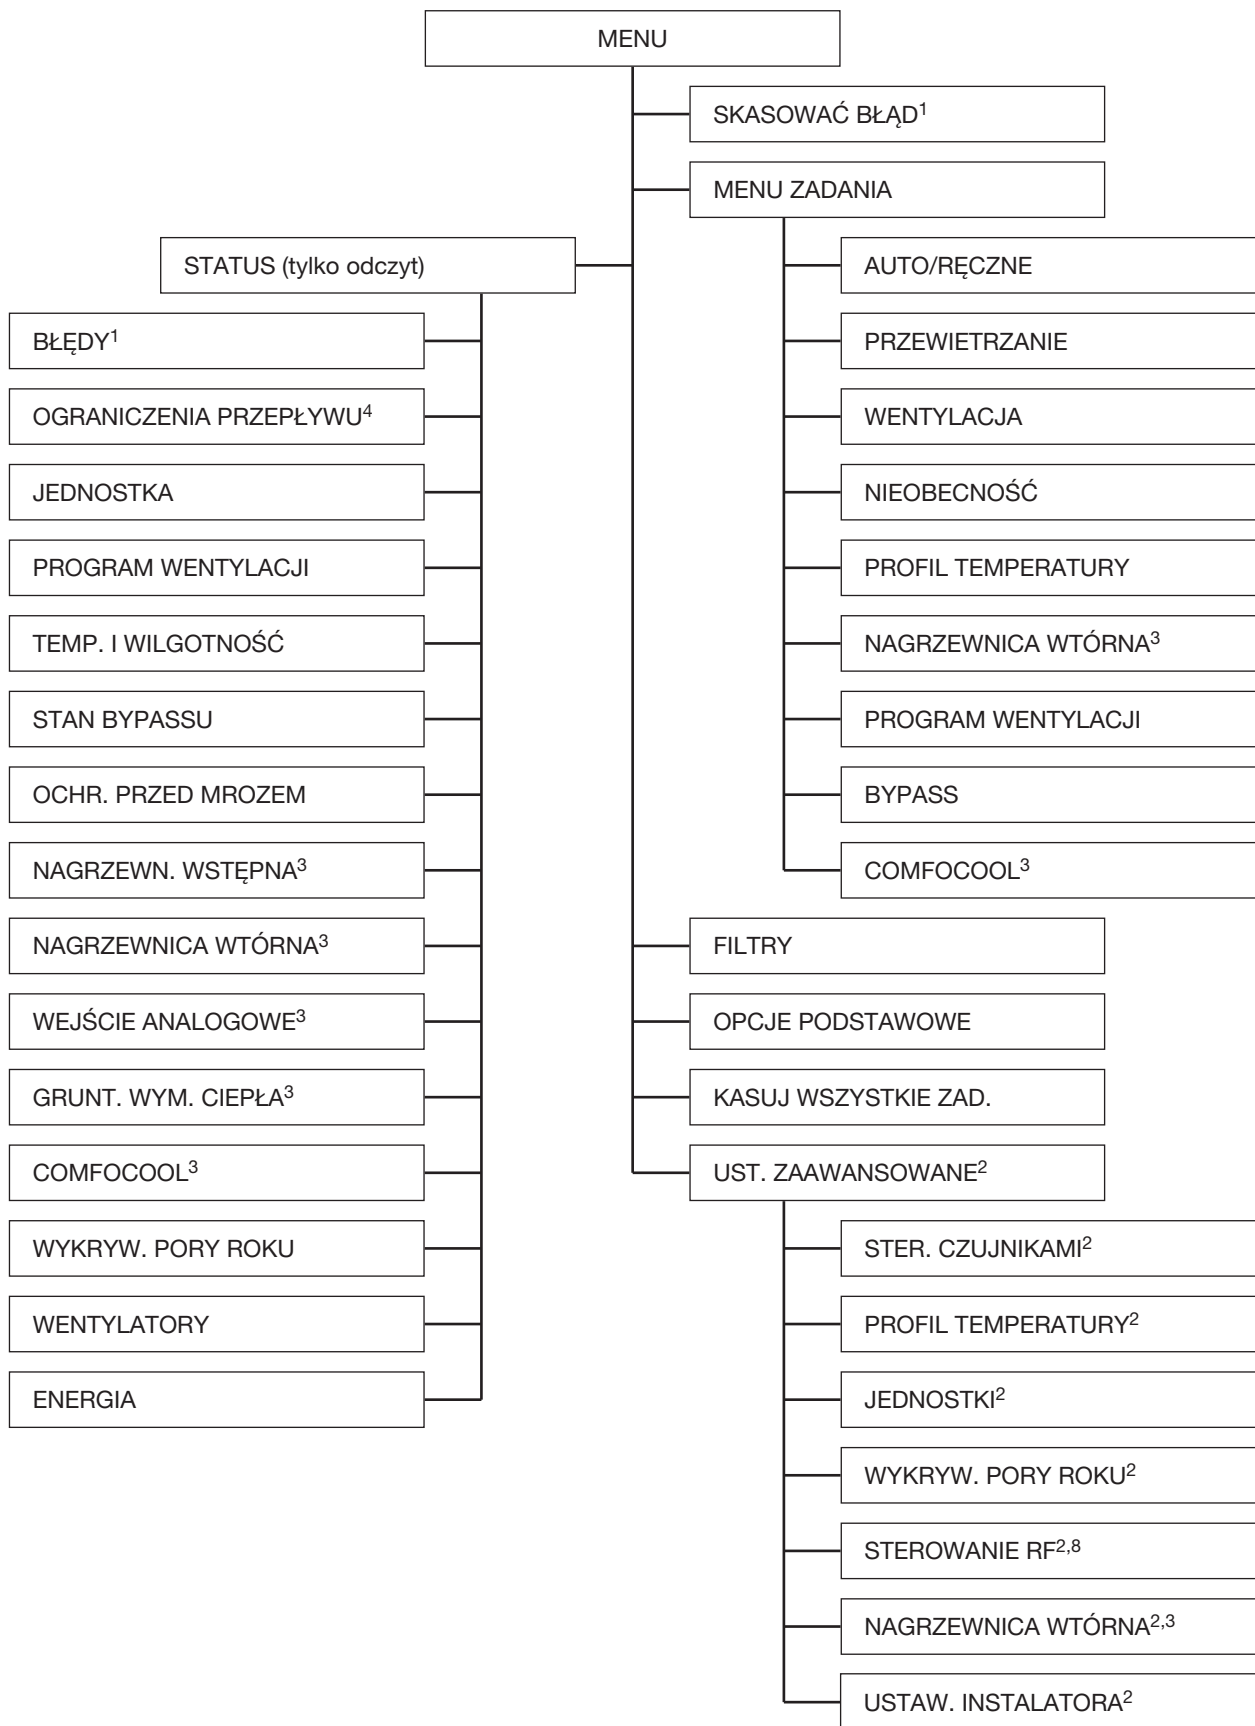 MENU
SKASOWAĆ BŁĄD¹
MENU ZADANIA
AUTO/RĘCZNE
PRZEWIETRZANIE
WENTYLACJA
NIEOBECNOŚĆ
PROFIL TEMPERATURY
NAGRZEWNICA WTÓRNA³
PROGRAM WENTYLACJI
BYPASS
COMFOCOOL³
STATUS (tylko odczyt)
BŁĘDY¹
OGRANICZENIA PRZEPŁYWU⁴
JEDNOSTKA
PROGRAM WENTYLACJI
TEMP. I WILGOTNOŚĆ
STAN BYPASSU
OCHR. PRZED MROZEM
NAGRZEWN. WSTĘPNA³
NAGRZEWNICA WTÓRNA³
WEJŚCIE ANALOGOWE³
GRUNT. WYM. CIEPŁA³
COMFOCOOL³
WYKRYW. PORY ROKU
WENTYLATORY
ENERGIA
FILTRY
OPCJE PODSTAWOWE
KASUJ WSZYSTKIE ZAD.
UST. ZAAWANSOWANE²
STER. CZUJNIKAMI²
PROFIL TEMPERATURY²
JEDNOSTKI²
WYKRYW. PORY ROKU²
STEROWANIE RF²,⁸
NAGRZEWNICA WTÓRNA²,³
USTAW. INSTALATORA²